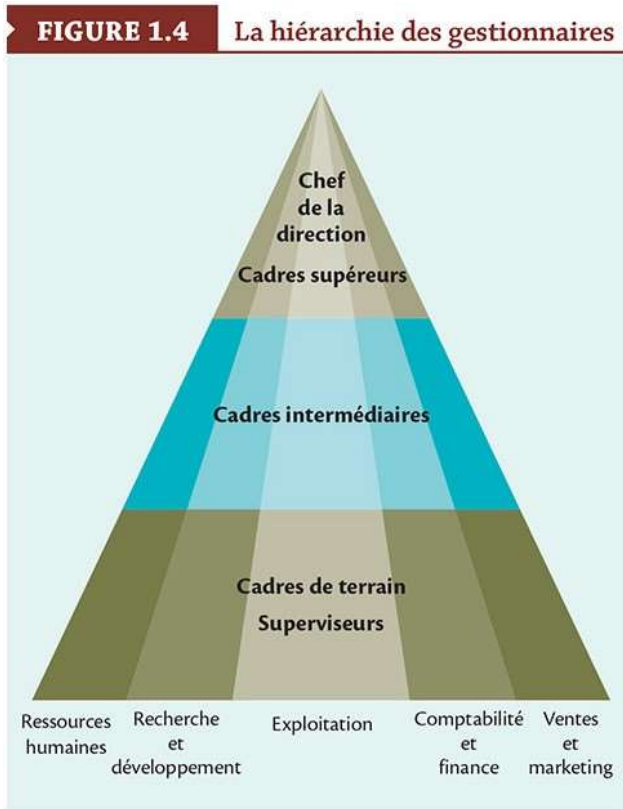 FIGURE 1.4 La hiérarchie des gestionnaires
Chef
de la
direction
Cadres supéreurs
Cadres intermédiaires
Cadres de terrain
Superviseurs
Ressources
humaines
Recherche
et
développement
Exploitation
Comptabilité
et
finance
Ventes
et
marketing